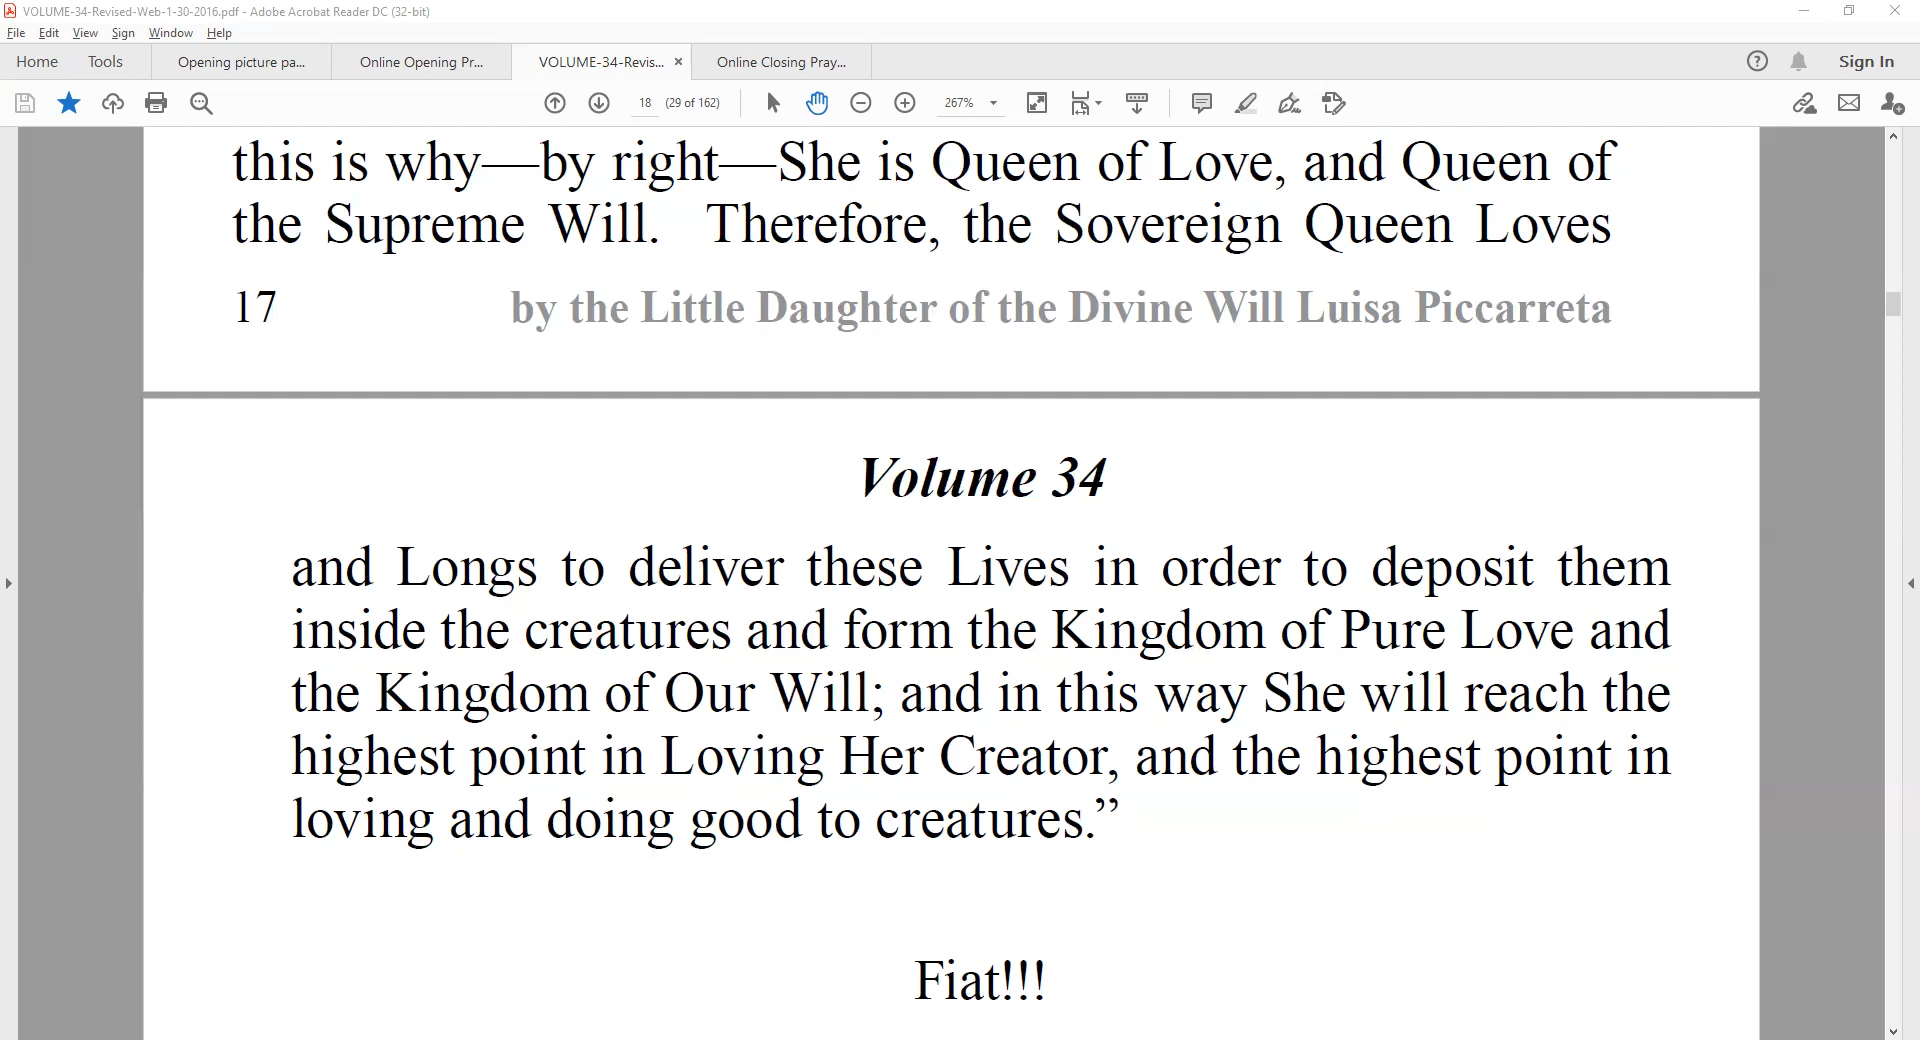 VOLUME-34-Revised-Web-1-30-2016.pdf - Adobe Acrobat Reader DC (32-bit)
File Edit View Sign Window Help
Home Tools Opening picture pa... Online Opening Pr... VOLUME-34-Revis... × Online Closing Pray... Sign In
18 (29 of 162) 267%
this is why—by right—She is Queen of Love, and Queen of
the Supreme Will. Therefore, the Sovereign Queen Loves
17 by the Little Daughter of the Divine Will Luisa Piccarreta
Volume 34
and Longs to deliver these Lives in order to deposit them
inside the creatures and form the Kingdom of Pure Love and
the Kingdom of Our Will; and in this way She will reach the
highest point in Loving Her Creator, and the highest point in
loving and doing good to creatures.”
Fiat!!!